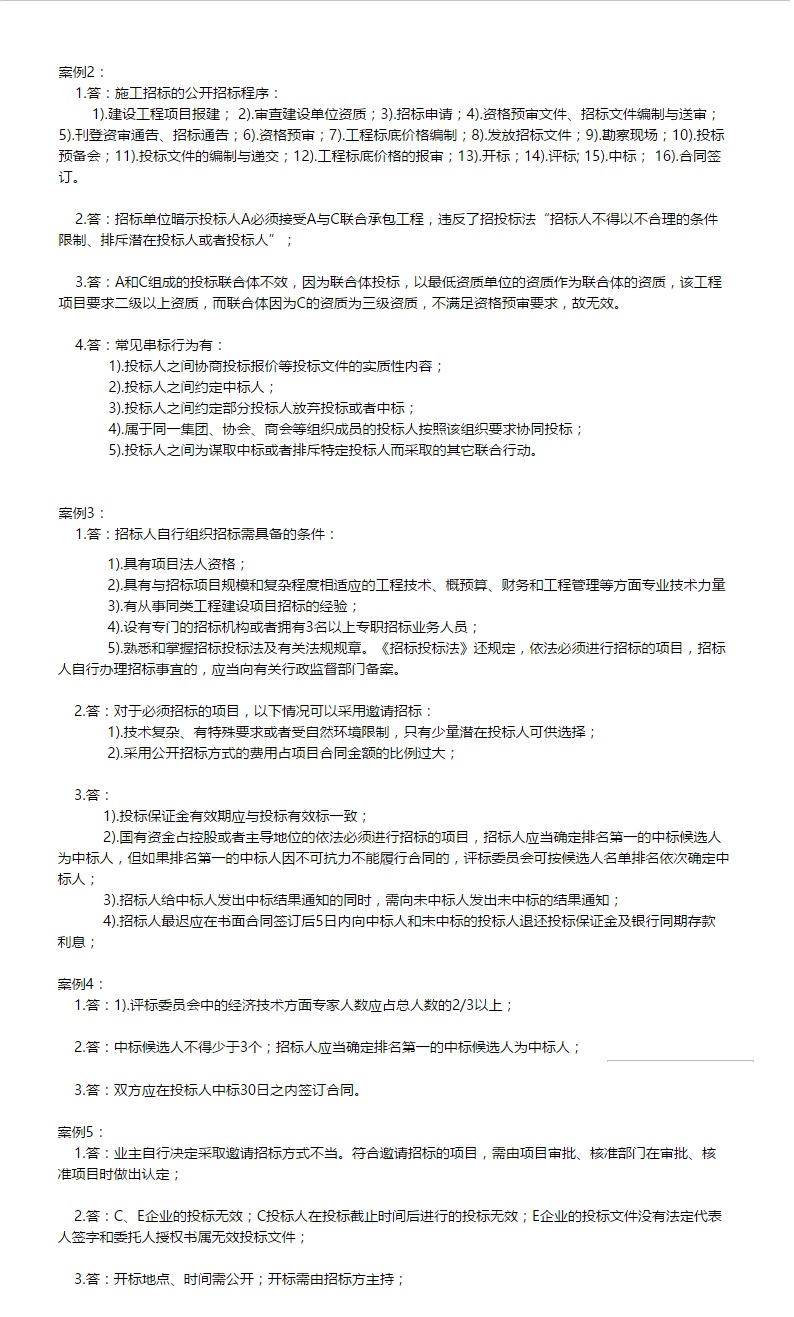 案例2：
1.答：施工招标的公开招标程序：
1).建设工程项目报建； 2).审查建设单位资质；3).招标申请；4).资格预审文件、招标文件编制与送审；
5).刊登资审通告、招标通告；6).资格预审；7).工程标底价格编制；8).发放招标文件；9).勘察现场；10).投标
预备会；11).投标文件的编制与递交；12).工程标底价格的报审；13).开标；14).评标; 15).中标； 16).合同签
订。
2.答：招标单位暗示投标人A必须接受A与C联合承包工程，违反了招投标法“招标人不得以不合理的条件
限制、排斥潜在投标人或者投标人”；
3.答：A和C组成的投标联合体不效，因为联合体投标，以最低资质单位的资质作为联合体的资质，该工程
项目要求二级以上资质，而联合体因为C的资质为三级资质，不满足资格预审要求，故无效。
4.答：常见串标行为有：
1).投标人之间协商投标报价等投标文件的实质性内容；
2).投标人之间约定中标人；
3).投标人之间约定部分投标人放弃投标或者中标；
4).属于同一集团、协会、商会等组织成员的投标人按照该组织要求协同投标；
5).投标人之间为谋取中标或者排斥特定投标人而采取的其它联合行动。
案例3：
1.答：招标人自行组织招标需具备的条件：
1).具有项目法人资格；
2).具有与招标项目规模和复杂程度相适应的工程技术、概预算、财务和工程管理等方面专业技术力量
3).有从事同类工程建设项目招标的经验；
4).设有专门的招标机构或者拥有3名以上专职招标业务人员；
5).熟悉和掌握招标投标法及有关法规规章。《招标投标法》还规定，依法必须进行招标的项目，招标
人自行办理招标事宜的，应当向有关行政监督部门备案。
2.答：对于必须招标的项目，以下情况可以采用邀请招标：
1).技术复杂、有特殊要求或者受自然环境限制，只有少量潜在投标人可供选择；
2).采用公开招标方式的费用占项目合同金额的比例过大；
3.答：
1).投标保证金有效期应与投标有效标一致；
2).国有资金占控股或者主导地位的依法必须进行招标的项目，招标人应当确定排名第一的中标候选人
为中标人，但如果排名第一的中标人因不可抗力不能履行合同的，评标委员会可按候选人名单排名依次确定中
标人；
3).招标人给中标人发出中标结果通知的同时，需向未中标人发出未中标的结果通知；
4).招标人最迟应在书面合同签订后5日内向中标人和未中标的投标人退还投标保证金及银行同期存款
利息；
案例4：
1.答：1).评标委员会中的经济技术方面专家人数应占总人数的2/3以上；
2.答：中标候选人不得少于3个；招标人应当确定排名第一的中标候选人为中标人；
3.答：双方应在投标人中标30日之内签订合同。
案例5：
1.答：业主自行决定采取邀请招标方式不当。符合邀请招标的项目，需由项目审批、核准部门在审批、核
准项目时做出认定；
2.答：C、E企业的投标无效；C投标人在投标截止时间后进行的投标无效；E企业的投标文件没有法定代表
人签字和委托人授权书属无效投标文件；
3.答：开标地点、时间需公开；开标需由招标方主持；